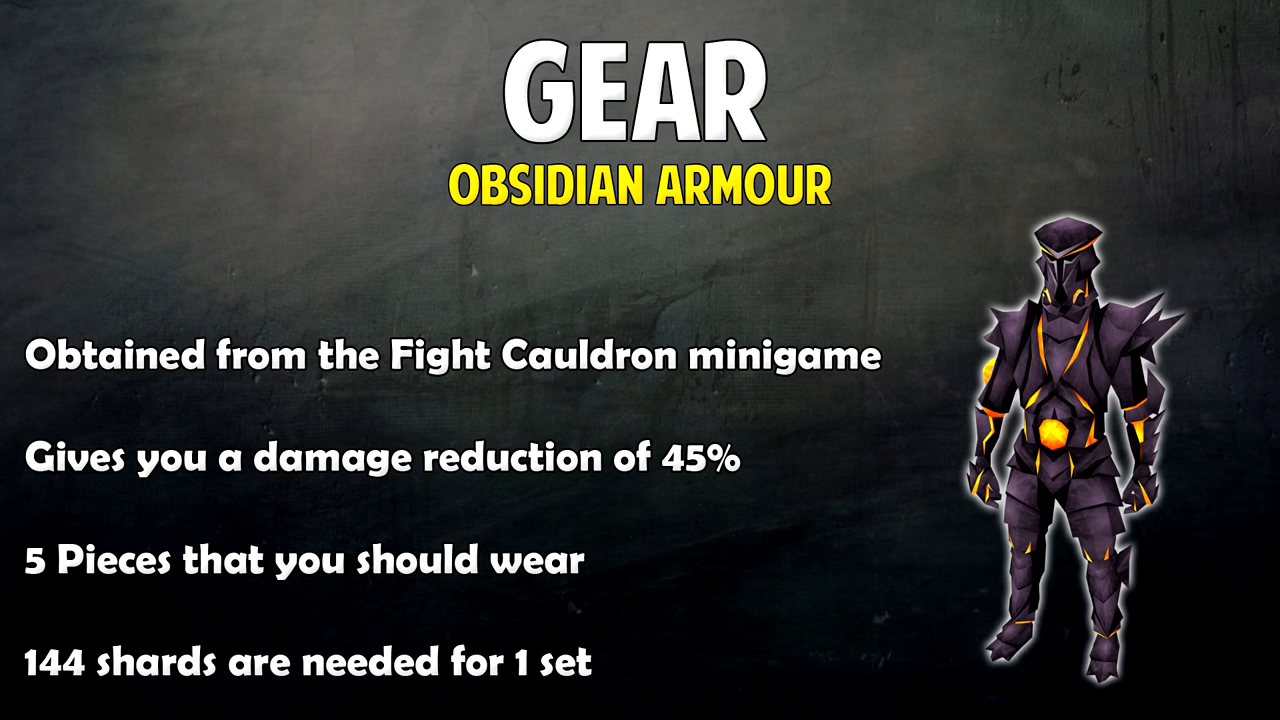 GEAR
OBSIDIAN ARMOUR
Obtained from the Fight Cauldron minigame
Gives you a damage reduction of 45%
5 Pieces that you should wear
144 shards are needed for 1 set